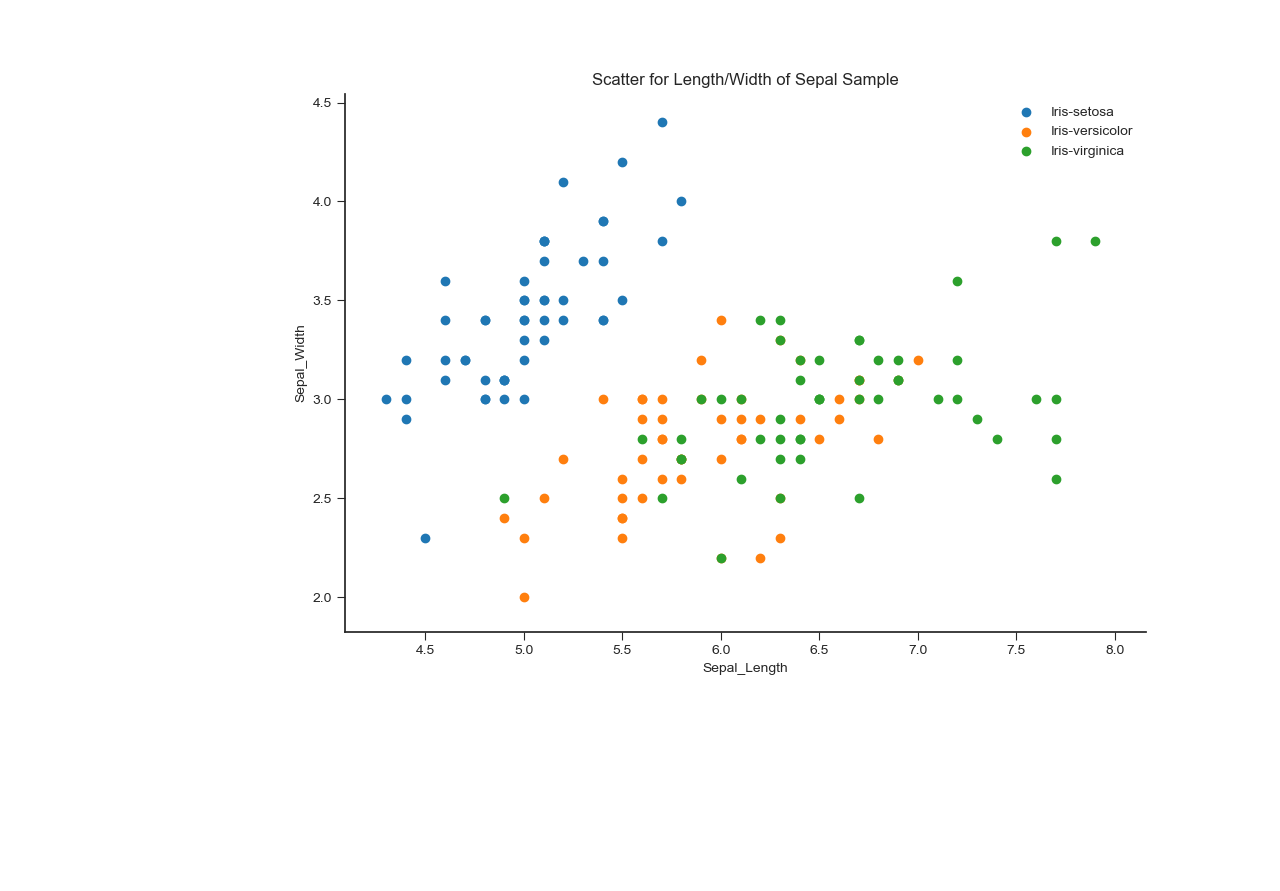 Scatter for Length/Width of Sepal Sample
Iris-setosa
Iris-versicolor
Iris-virginica
Sepal_Width
4.5
4.0
3.5
3.0
2.5
2.0
4.5 5.0 5.5 6.0 6.5 7.0 7.5 8.0
Sepal_Length